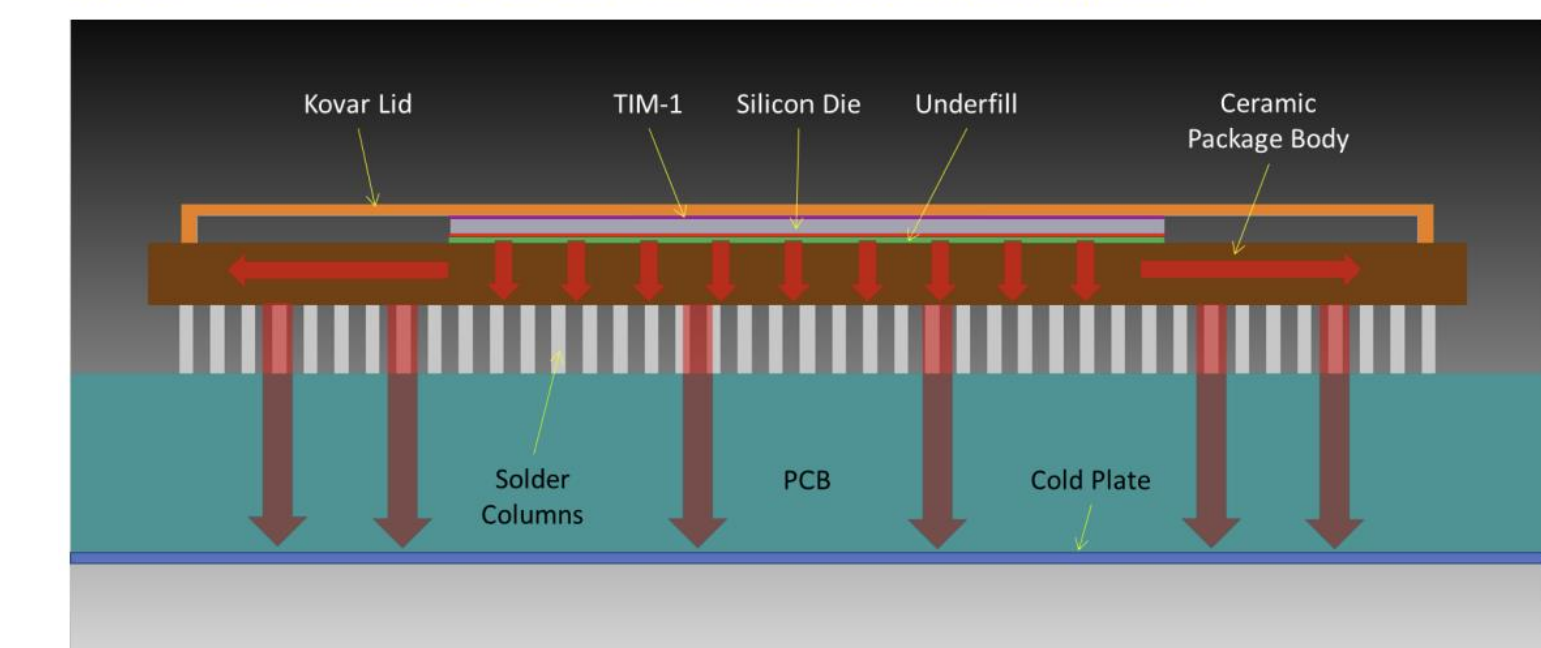 Kovar Lid
TIM-1
Silicon Die
Underfill
Ceramic
Package Body
Solder
Columns
PCB
Cold Plate